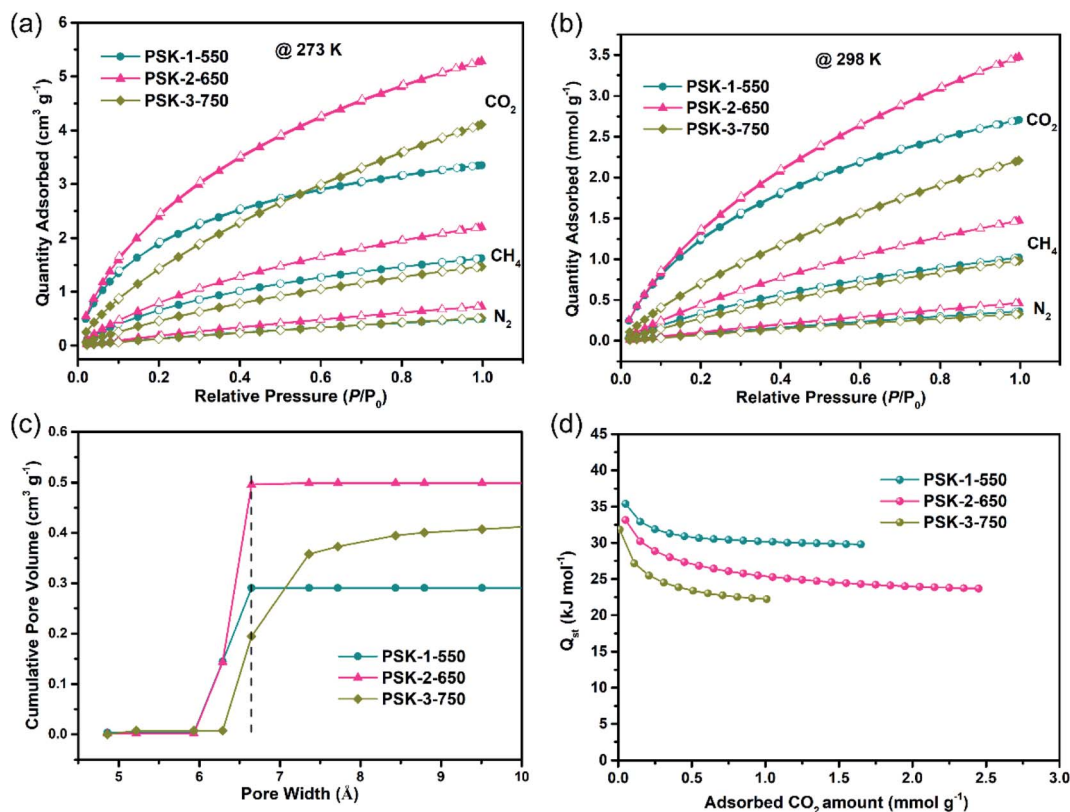 (a)
@ 273 K
PSK-1-550
PSK-2-650
PSK-3-750
CO2
CH4
N2
Quantity Adsorbed (cm3 g-1)
6
5
4
3
2
1
0
0.0 0.2 0.4 0.6 0.8 1.0
Relative Pressure (P/P0)
(b)
@ 298 K
PSK-1-550
PSK-2-650
PSK-3-750
CO2
CH4
N2
Quantity Adsorbed (mmol g-1)
3.5
3.0
2.5
2.0
1.5
1.0
0.5
0.0
0.0 0.2 0.4 0.6 0.8 1.0
Relative Pressure (P/P0)
(c)
Cumulative Pore Volume (cm3 g-1)
0.6
0.5
0.4
0.3
0.2
0.1
0.0
PSK-1-550
PSK-2-650
PSK-3-750
5 6 7 8 9 10
Pore Width (Å)
(d)
Qst (kJ mol-1)
45
40
35
30
25
20
15
10
5
0
PSK-1-550
PSK-2-650
PSK-3-750
0.0 0.5 1.0 1.5 2.0 2.5 3.0
Adsorbed CO2 amount (mmol g-1)